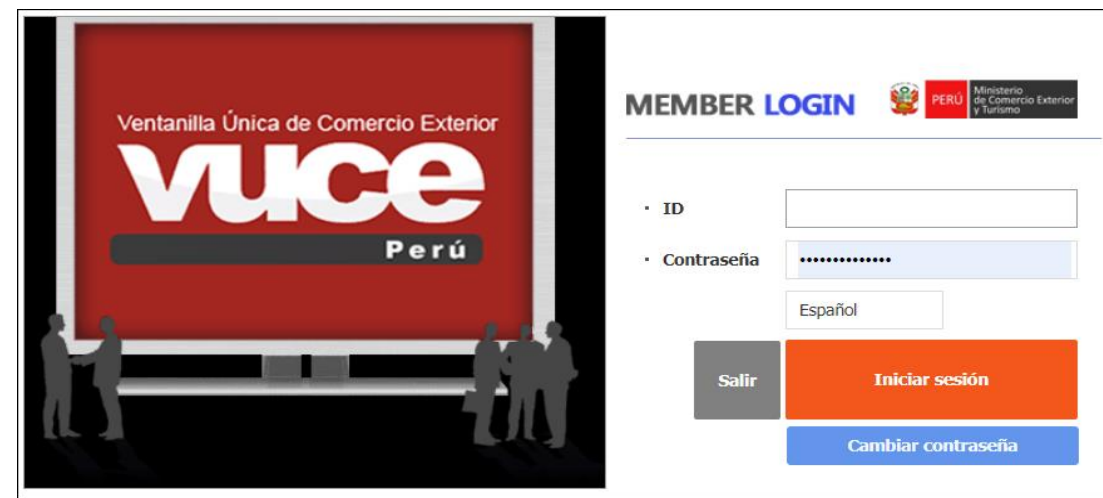 Ventanilla Única de Comercio Exterior
vuce
Perú
MEMBER LOGIN
PERÚ
Ministerio
de Comercio Exterior
y Turismo
· ID
· Contraseña
••••••••••••••
Español
Salir
Iniciar sesión
Cambiar contraseña